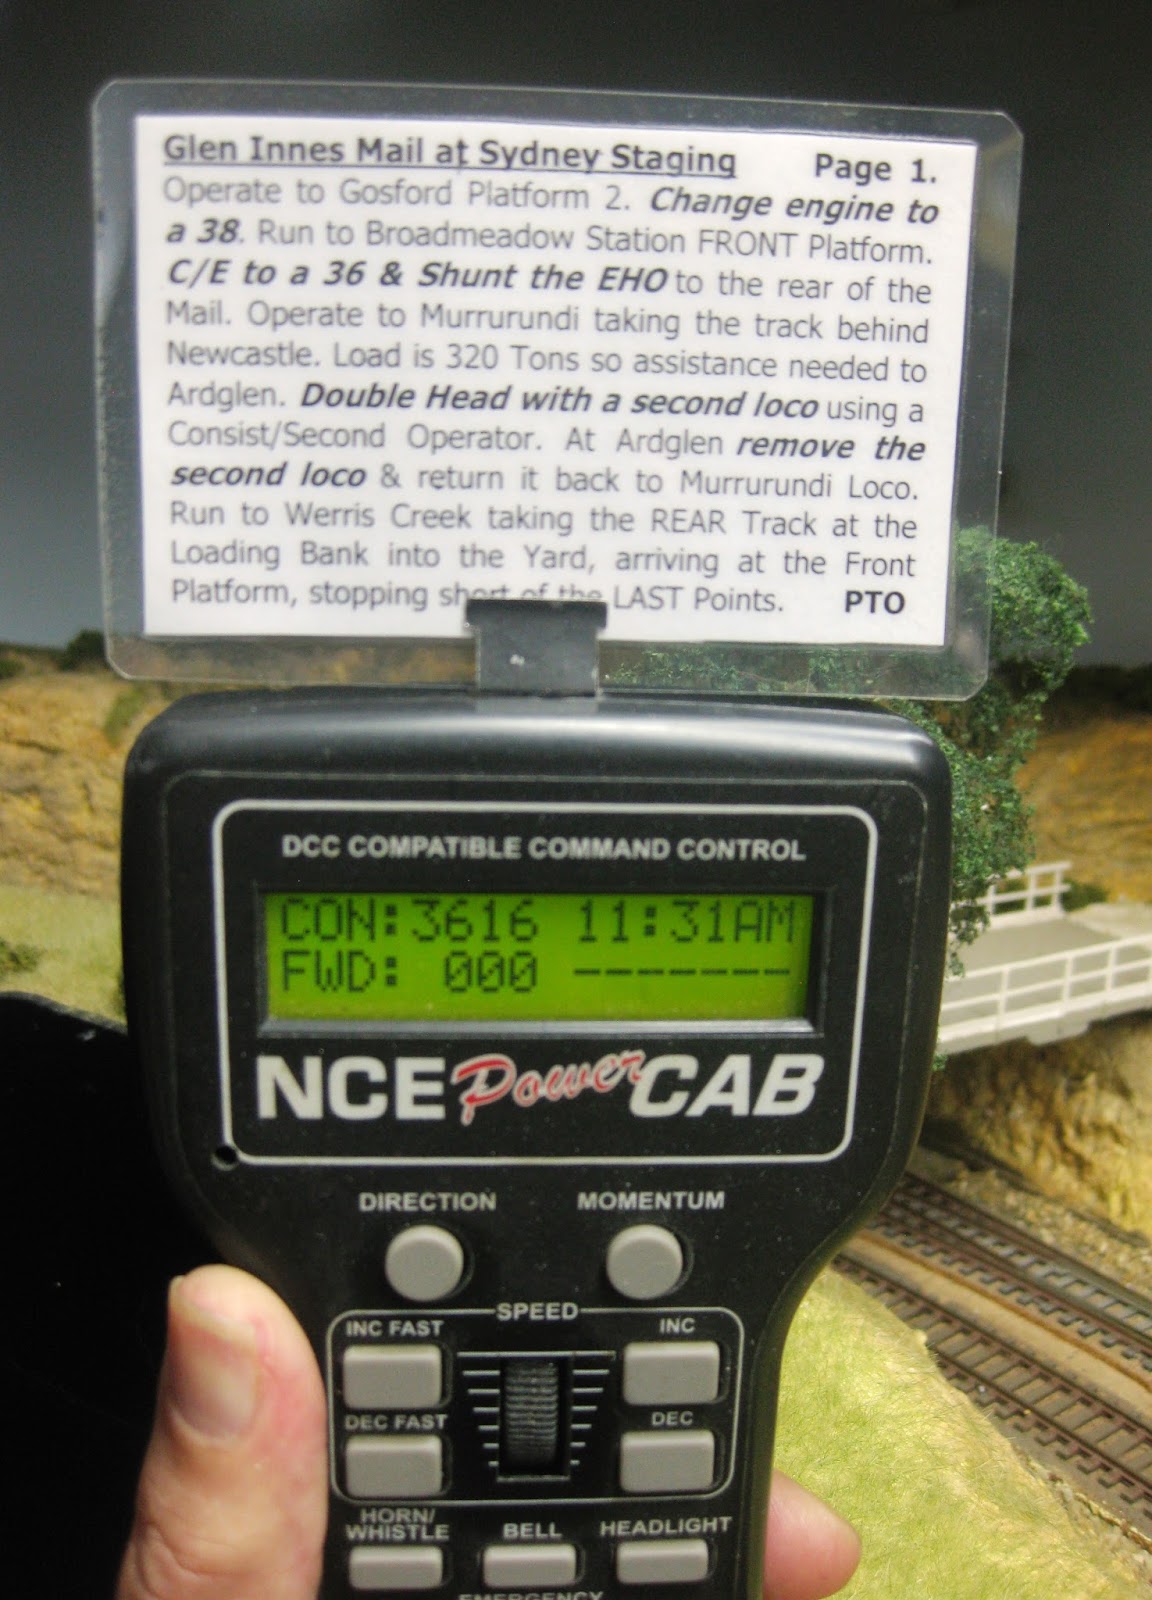 Glen Innes Mail at Sydney Staging Page 1.
Operate to Gosford Platform 2. Change engine to
a 38. Run to Broadmeadow Station FRONT Platform.
C/E to a 36 & Shunt the EHO to the rear of the
Mail. Operate to Murrurundi taking the track behind
Newcastle. Load is 320 Tons so assistance needed to
Ardglen. Double Head with a second loco using a
Consist/Second Operator. At Ardglen remove the
second loco & return it back to Murrurundi Loco.
Run to Werris Creek taking the REAR Track at the
Loading Bank into the Yard, arriving at the Front
Platform, stopping short of the LAST Points. PTO
DCC COMPATIBLE COMMAND CONTROL
CON:3616 11:31AM
FWD: 000 -------
NCE Power CAB
DIRECTION MOMENTUM
SPEED
INC FAST INC
DEC FAST DEC
HORN/
WHISTLE BELL HEADLIGHT
EMERGENCY